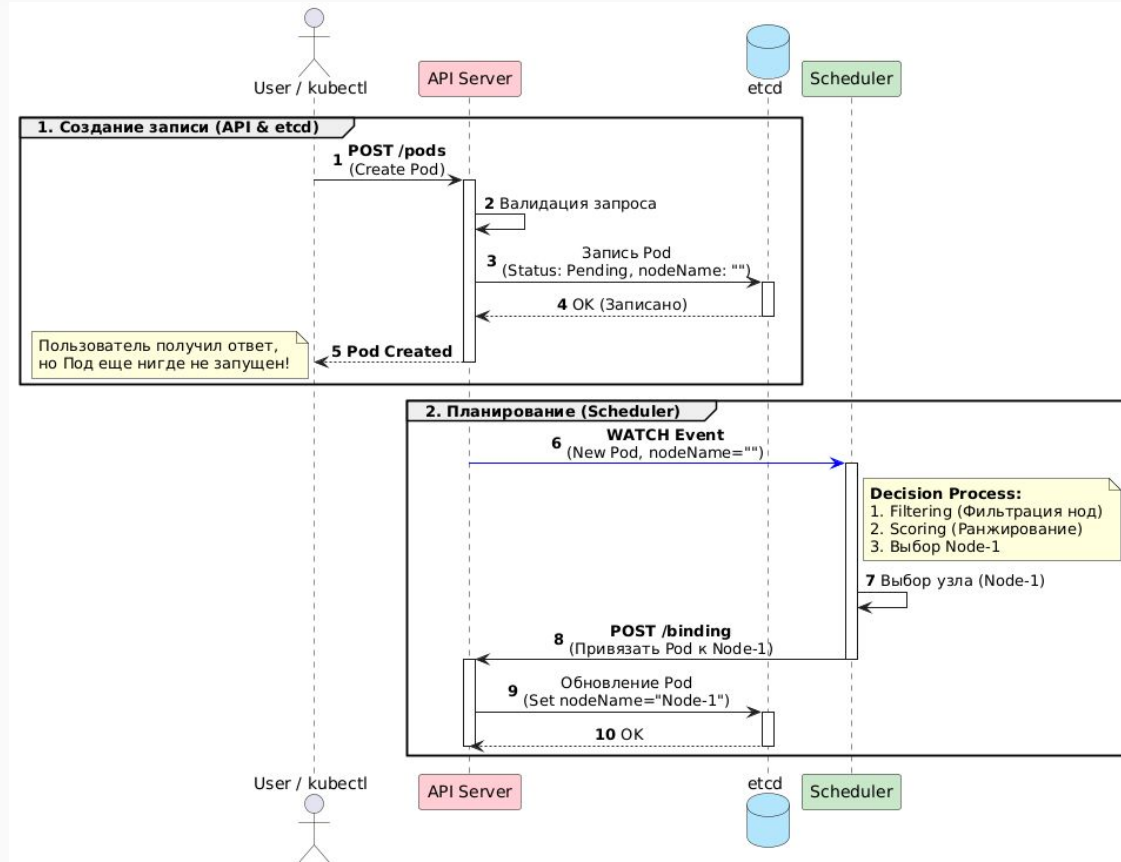 User / kubectl
API Server
etcd
Scheduler
1. Создание записи (API & etcd)
1 POST /pods
(Create Pod)
2 Валидация запроса
3 Запись Pod
(Status: Pending, nodeName: "")
4 OK (Записано)
Пользователь получил ответ,
но Под еще нигде не запущен!
5 Pod Created
2. Планирование (Scheduler)
6 WATCH Event
(New Pod, nodeName="")
Decision Process:
1. Filtering (Фильтрация нод)
2. Scoring (Ранжирование)
3. Выбор Node-1
7 Выбор узла (Node-1)
8 POST /binding
(Привязать Pod к Node-1)
9 Обновление Pod
(Set nodeName="Node-1")
10 OK
User / kubectl
API Server
etcd
Scheduler